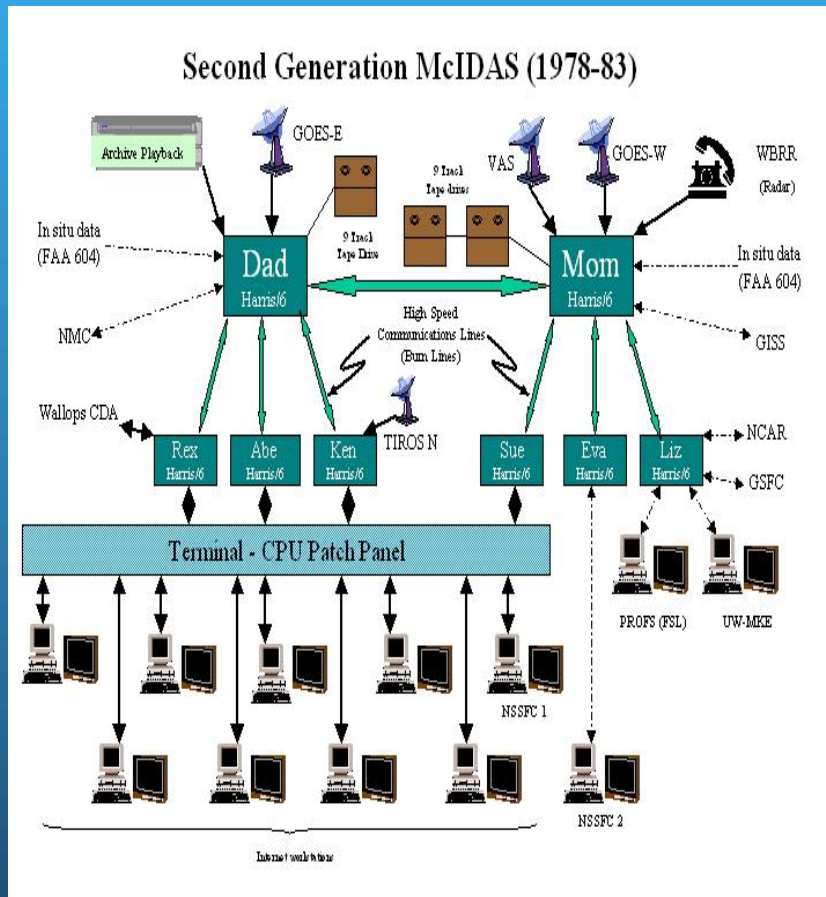 Second Generation McIDAS (1978-83)
Archive Playback
GOES-E
9 Track
Tape Drive
9 Track
Tape drives
VAS
GOES-W
WBRR
(Radar)
In situ data
(FAA 604)
Dad
Harris/6
Mom
Harris/6
In situ data
(FAA 604)
NMC
High Speed
Communications Lines
(Burn Lines)
GISS
Wallops CDA
Rex
Harris/6
Abe
Harris/6
Ken
Harris/6
TIROS N
Sue
Harris/6
Eva
Harris/6
Liz
Harris/6
NCAR
GSFC
Terminal - CPU Patch Panel
PROFS (FSL)
UW-MKE
NSSFC 1
NSSFC 2
Internet workstations